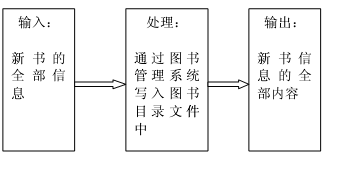 输入：
新书的
全部信
息
处理：
通过图书
管理系统
写入图书
目录文件
中
输出：
新书信
息的全
部内容